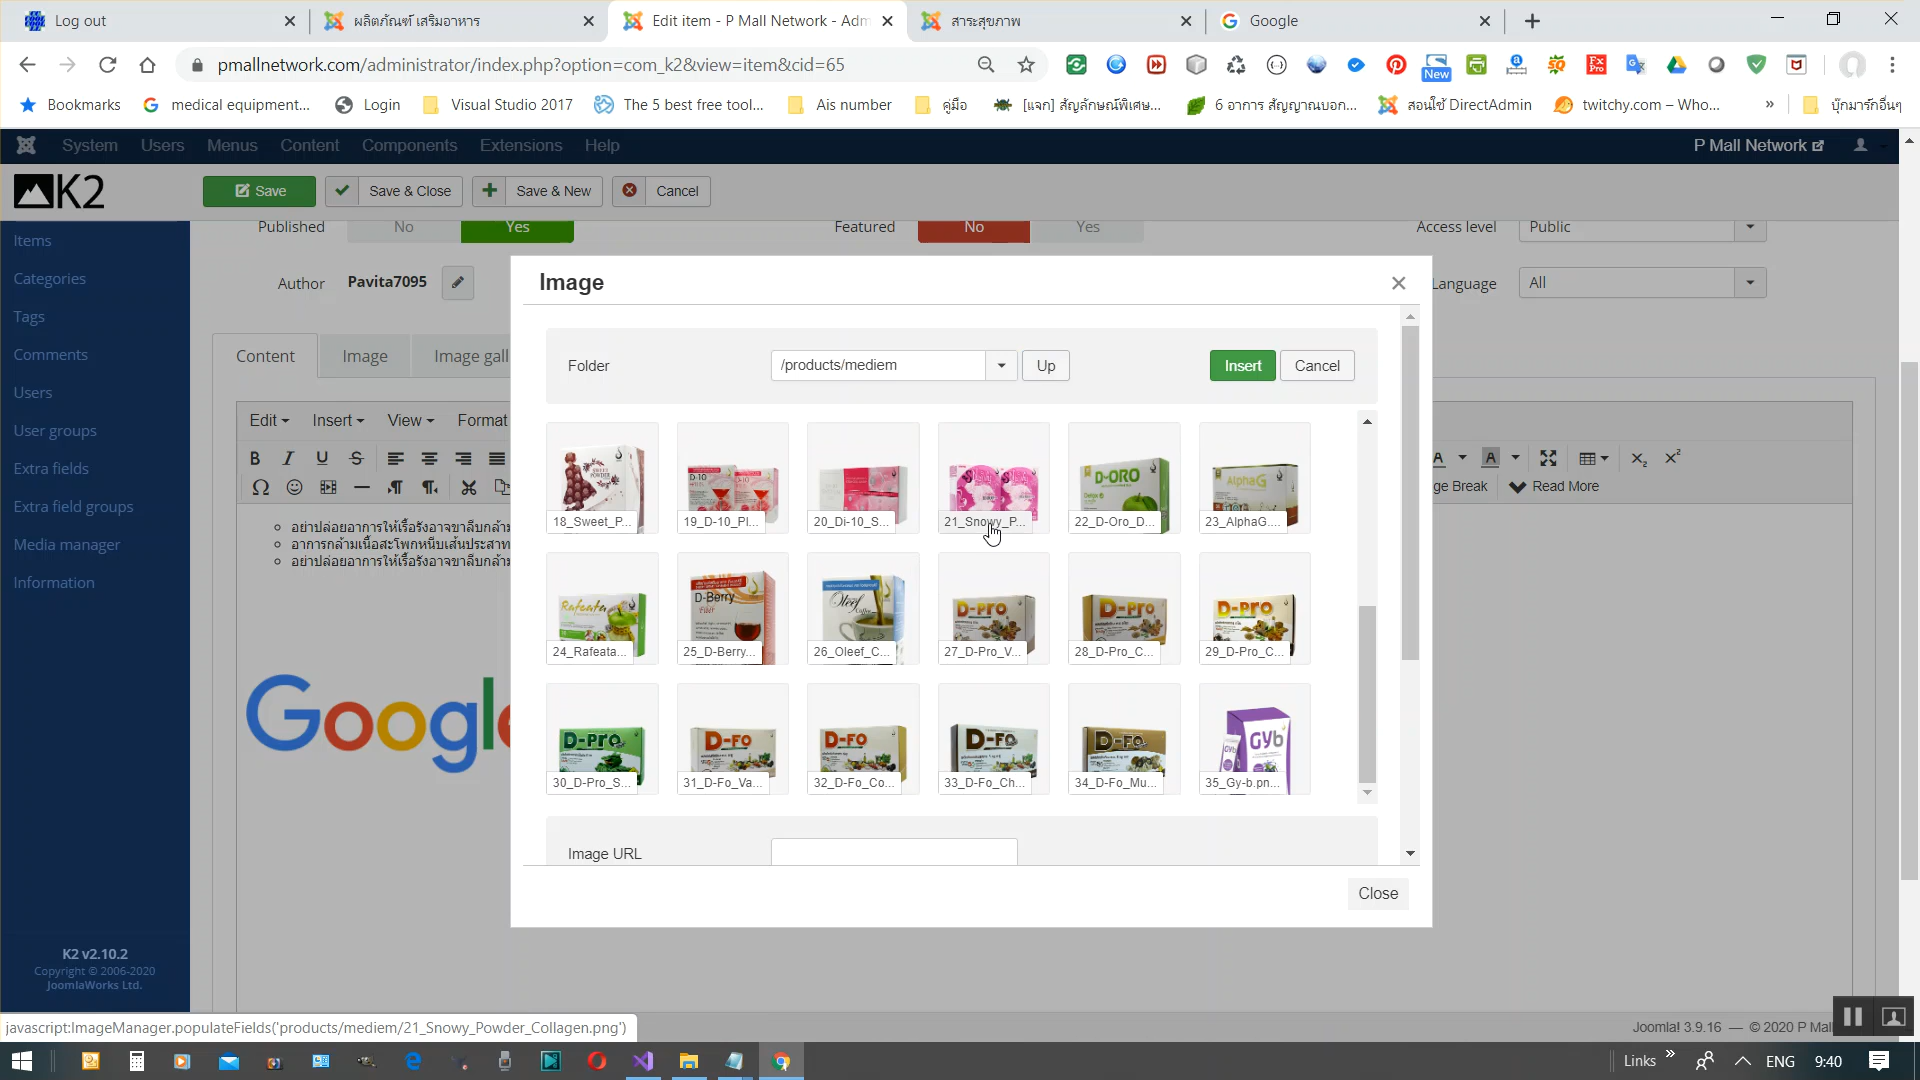 Log out
ผลิตภัณฑ์ เสริมอาหาร
Edit item - P Mall Network - Adm
สาระสุขภาพ
Google
pmallnetwork.com/administrator/index.php?option=com_k2&view=item&cid=65
New
Fx Pro
Bookmarks
medical equipment...
Login
Visual Studio 2017
The 5 best free tool...
Ais number
คู่มือ
[แจก] สัญลักษณ์พิเศษ...
6 อาการ สัญญาณบอก...
สอนใช้ DirectAdmin
twitchy.com – Who...
»
บุ๊กมาร์กอื่นๆ
System
Users
Menus
Content
Components
Extensions
Help
P Mall Network
K2
Save
Save & Close
Save & New
Cancel
Items
Categories
Tags
Comments
Users
User groups
Extra fields
Extra field groups
Media manager
Information
K2 v2.10.2
Copyright © 2006-2020
JoomlaWorks Ltd.
Published
No
Yes
Featured
No
Yes
Access level
Public
Author
Pavita7095
Language
All
Content
Image
Image gall
Edit
Insert
View
Format
ge Break
Read More
อย่าปล่อยอาการให้เรื้อรังอาจขาลีบกล้าม
อาการกล้ามเนื้อสะโพกหนีบเส้นประสาท
อย่าปล่อยอาการให้เรื้อรังอาจขาลีบกล้าม
Google
Image
Folder
/products/mediem
Up
Insert
Cancel
18_Sweet_P...
19_D-10_Pl...
20_Di-10_S...
21_Snowy_P...
22_D-Oro_D...
23_AlphaG....
24_Rafeata...
25_D-Berry...
26_Oleef_C...
27_D-Pro_V...
28_D-Pro_C...
29_D-Pro_C...
30_D-Pro_S...
31_D-Fo_Va...
32_D-Fo_Co...
33_D-Fo_Ch...
34_D-Fo_Mu...
35_Gy-b.pn...
Image URL
Close
javascript:ImageManager.populateFields('products/mediem/21_Snowy_Powder_Collagen.png')
Joomla! 3.9.16 — © 2020 P Mal
Links
»
ENG
9:40